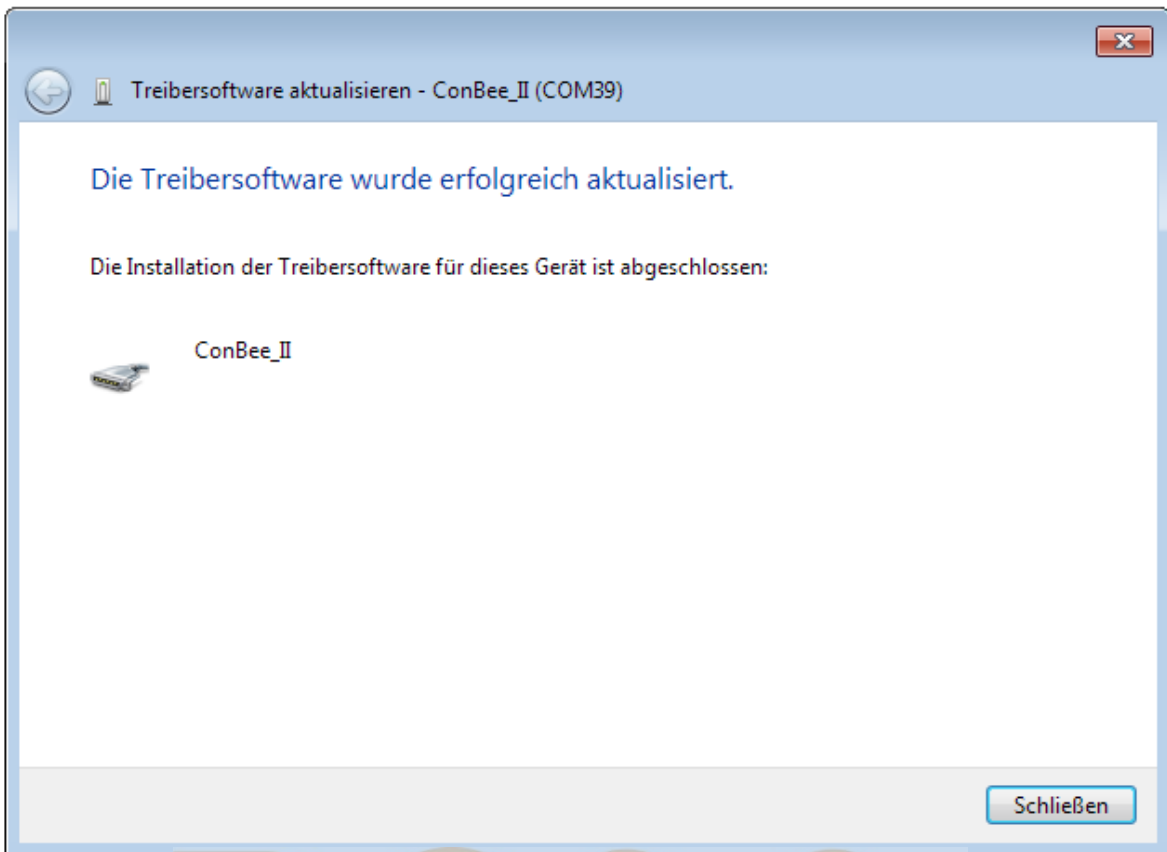 Treibersoftware aktualisieren - ConBee_II (COM39)
Die Treibersoftware wurde erfolgreich aktualisiert.
Die Installation der Treibersoftware für dieses Gerät ist abgeschlossen:
ConBee_II
Schließen